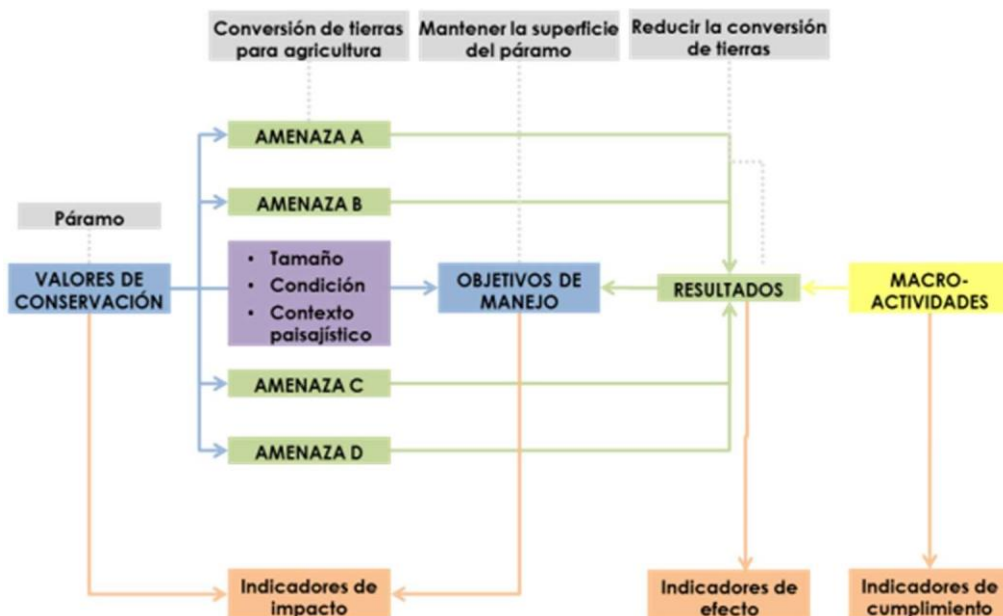 Conversión de tierras
para agricultura
Mantener la superficie
del páramo
Reducir la conversión
de tierras
AMENAZA A
AMENAZA B
Páramo
VALORES DE
CONSERVACIÓN
• Tamaño
• Condición
• Contexto
paisajístico
OBJETIVOS DE
MANEJO
RESULTADOS
MACRO-
ACTIVIDADES
AMENAZA C
AMENAZA D
Indicadores de
impacto
Indicadores de
efecto
Indicadores de
cumplimiento